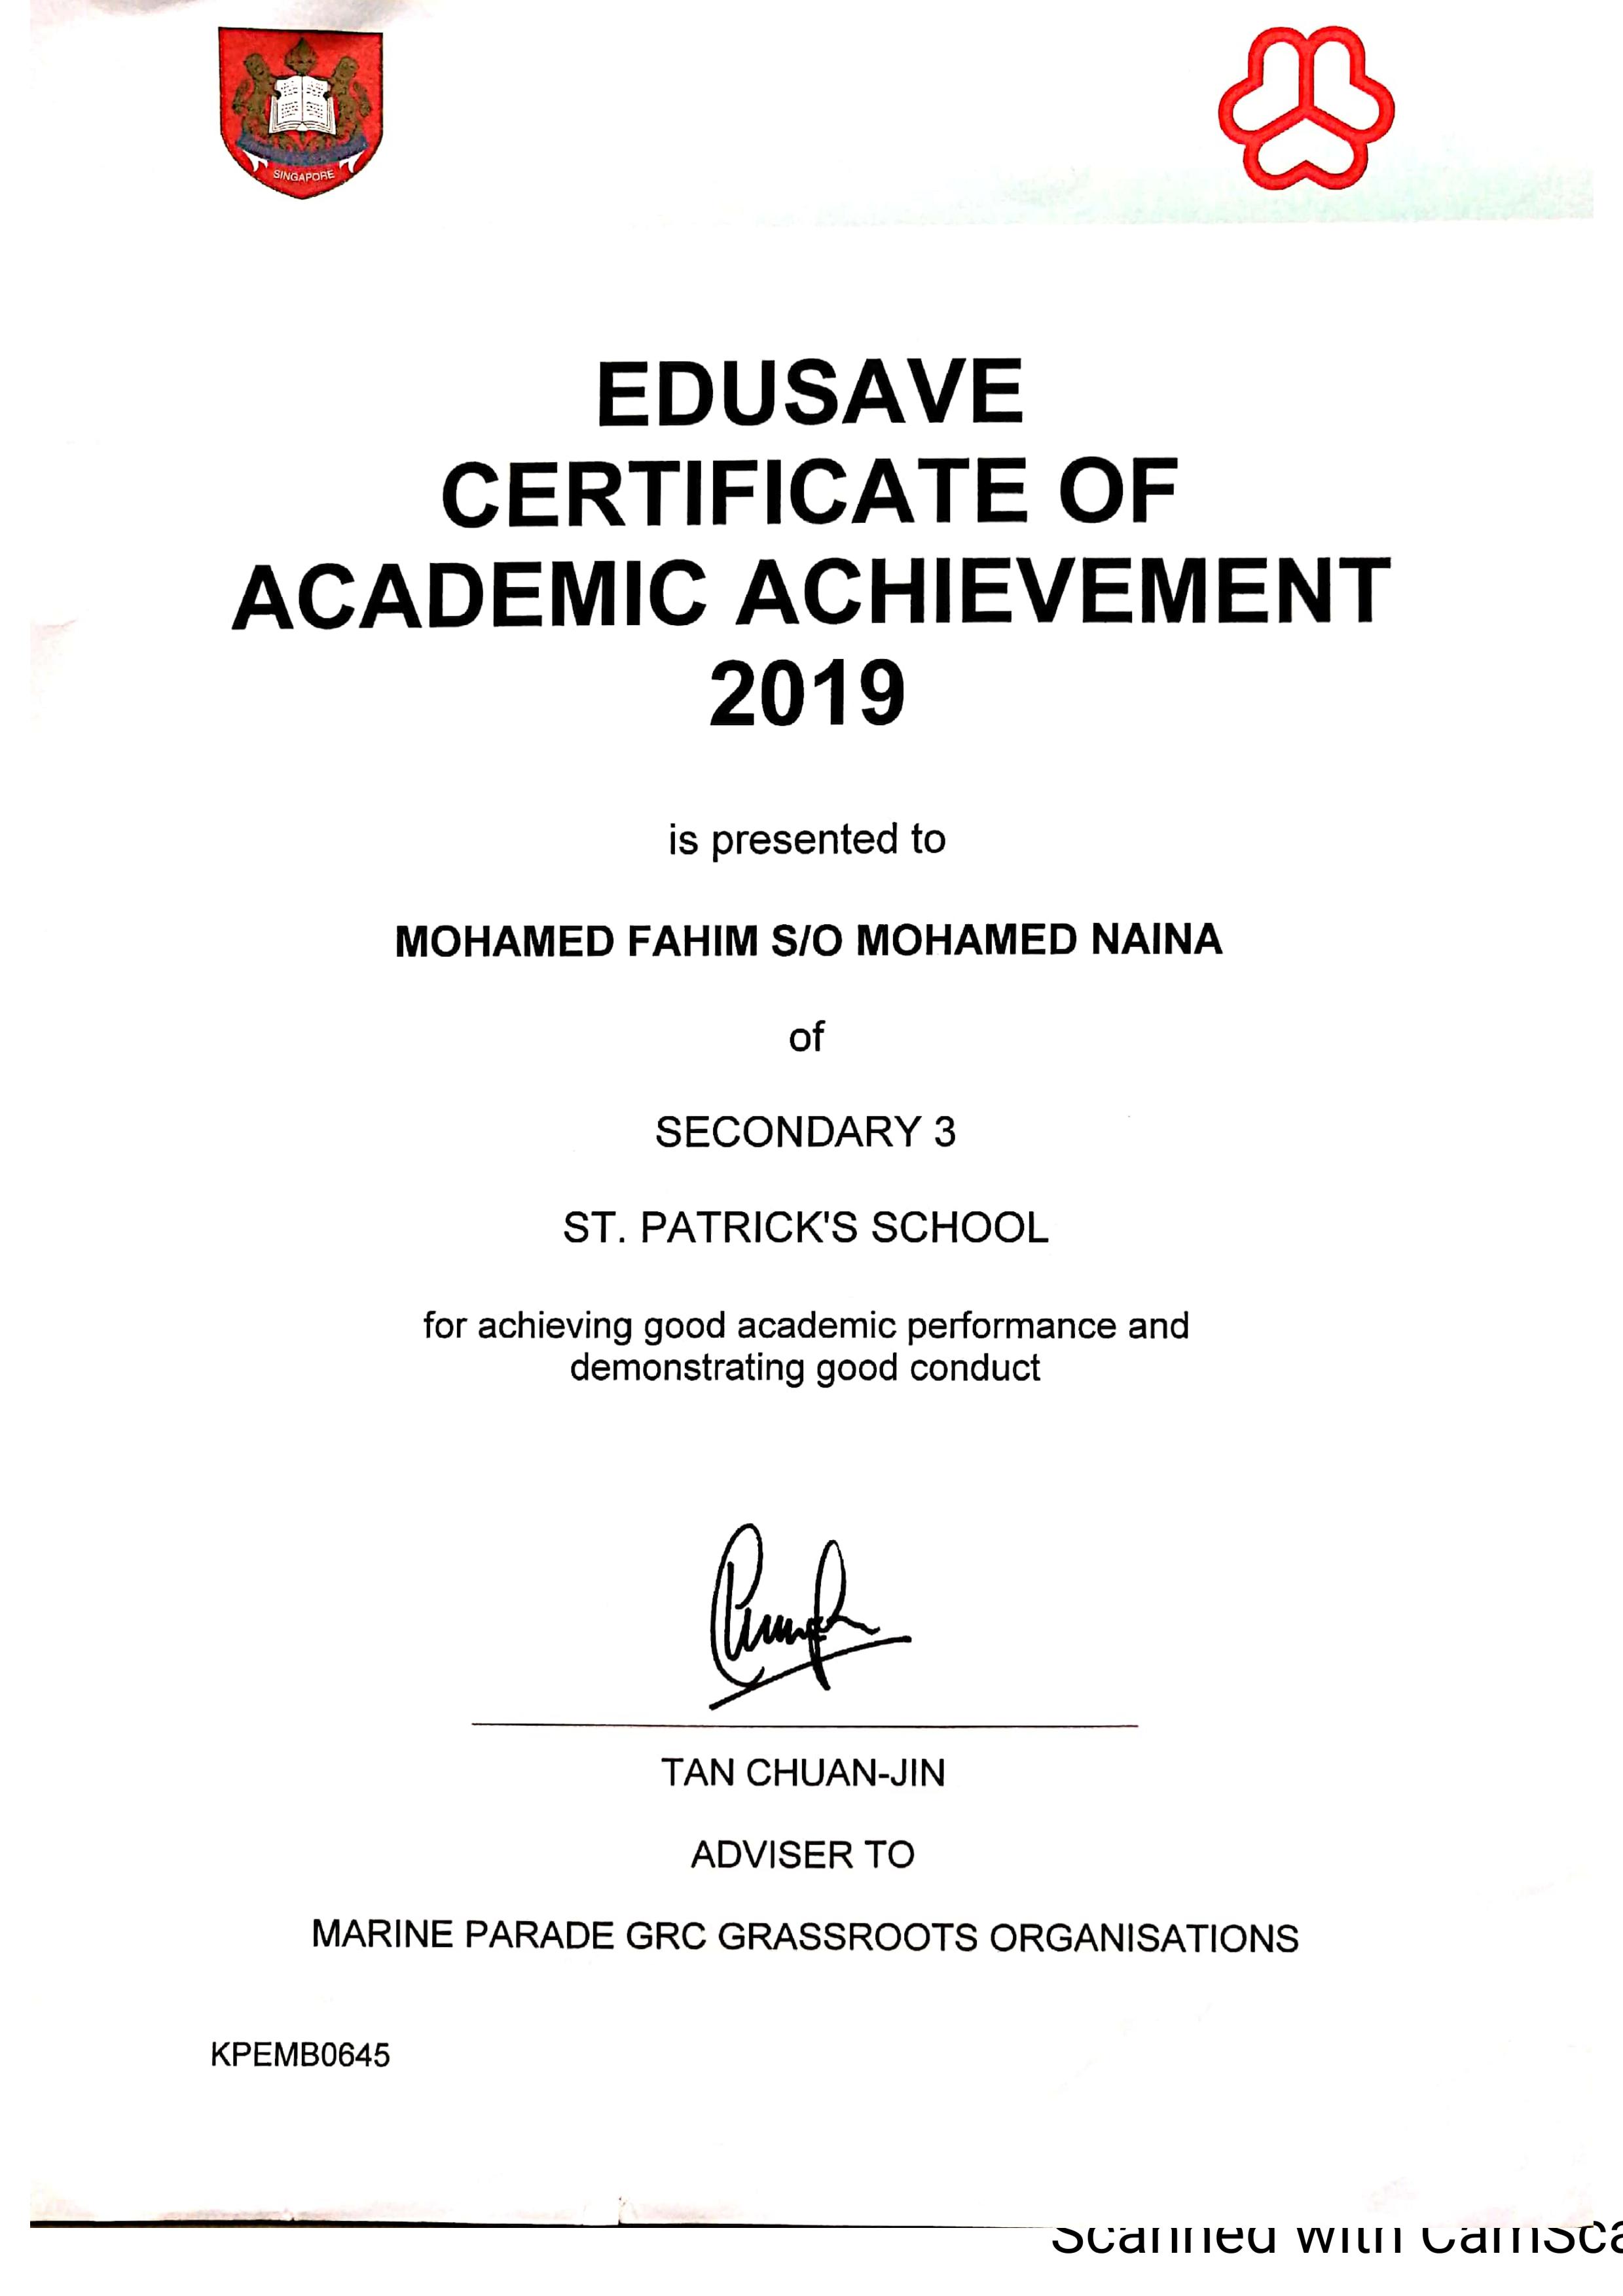 SINGAPORE
EDUSAVE
CERTIFICATE OF
ACADEMIC ACHIEVEMENT
2019
is presented to
MOHAMED FAHIM S/O MOHAMED NAINA
of
SECONDARY 3
ST. PATRICK'S SCHOOL
for achieving good academic performance and
demonstrating good conduct
TAN CHUAN-JIN
ADVISER TO
MARINE PARADE GRC GRASSROOTS ORGANISATIONS
KPEMB0645
Scanned with CamSca